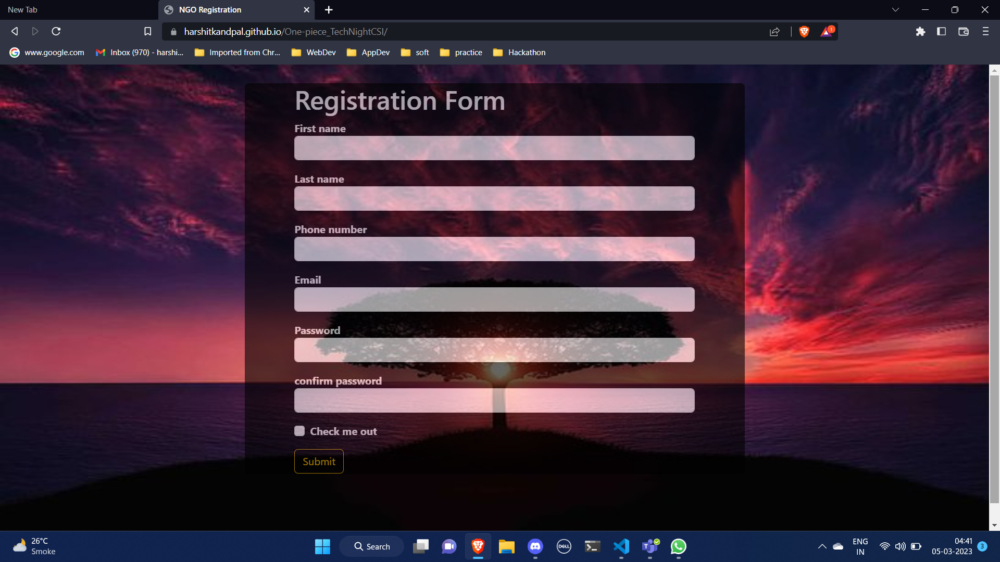 New Tab
NGO Registration
harshitkandpal.github.io/One-piece_TechNightCSI/
1
www.google.com
Inbox (970) - harshi...
Imported from Chr...
WebDev
AppDev
soft
practice
Hackathon
Registration Form
First name
Last name
Phone number
Email
Password
confirm password
Check me out
Submit
26°C
Smoke
Search
DELL
ENG
IN
04:41
05-03-2023
3